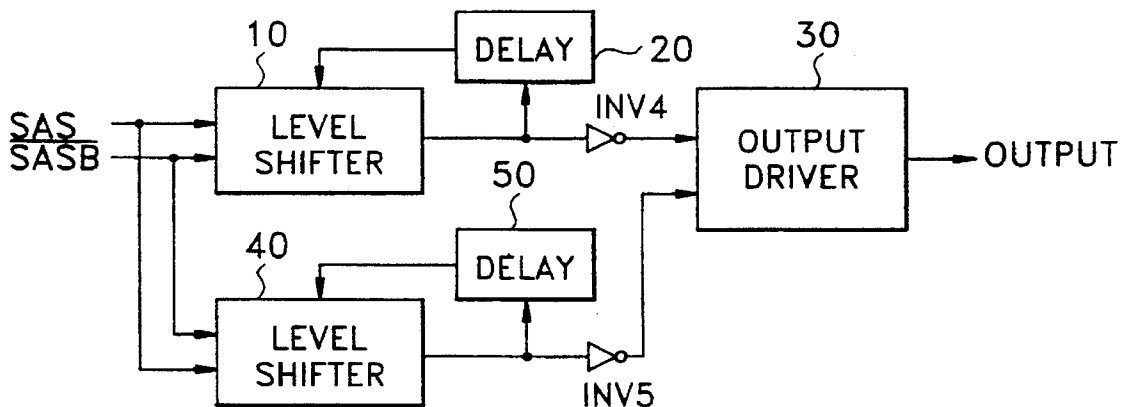 10
DELAY
20
30
SAS
SASB
LEVEL
SHIFTER
INV4
OUTPUT
DRIVER
OUTPUT
50
40
DELAY
LEVEL
SHIFTER
INV5